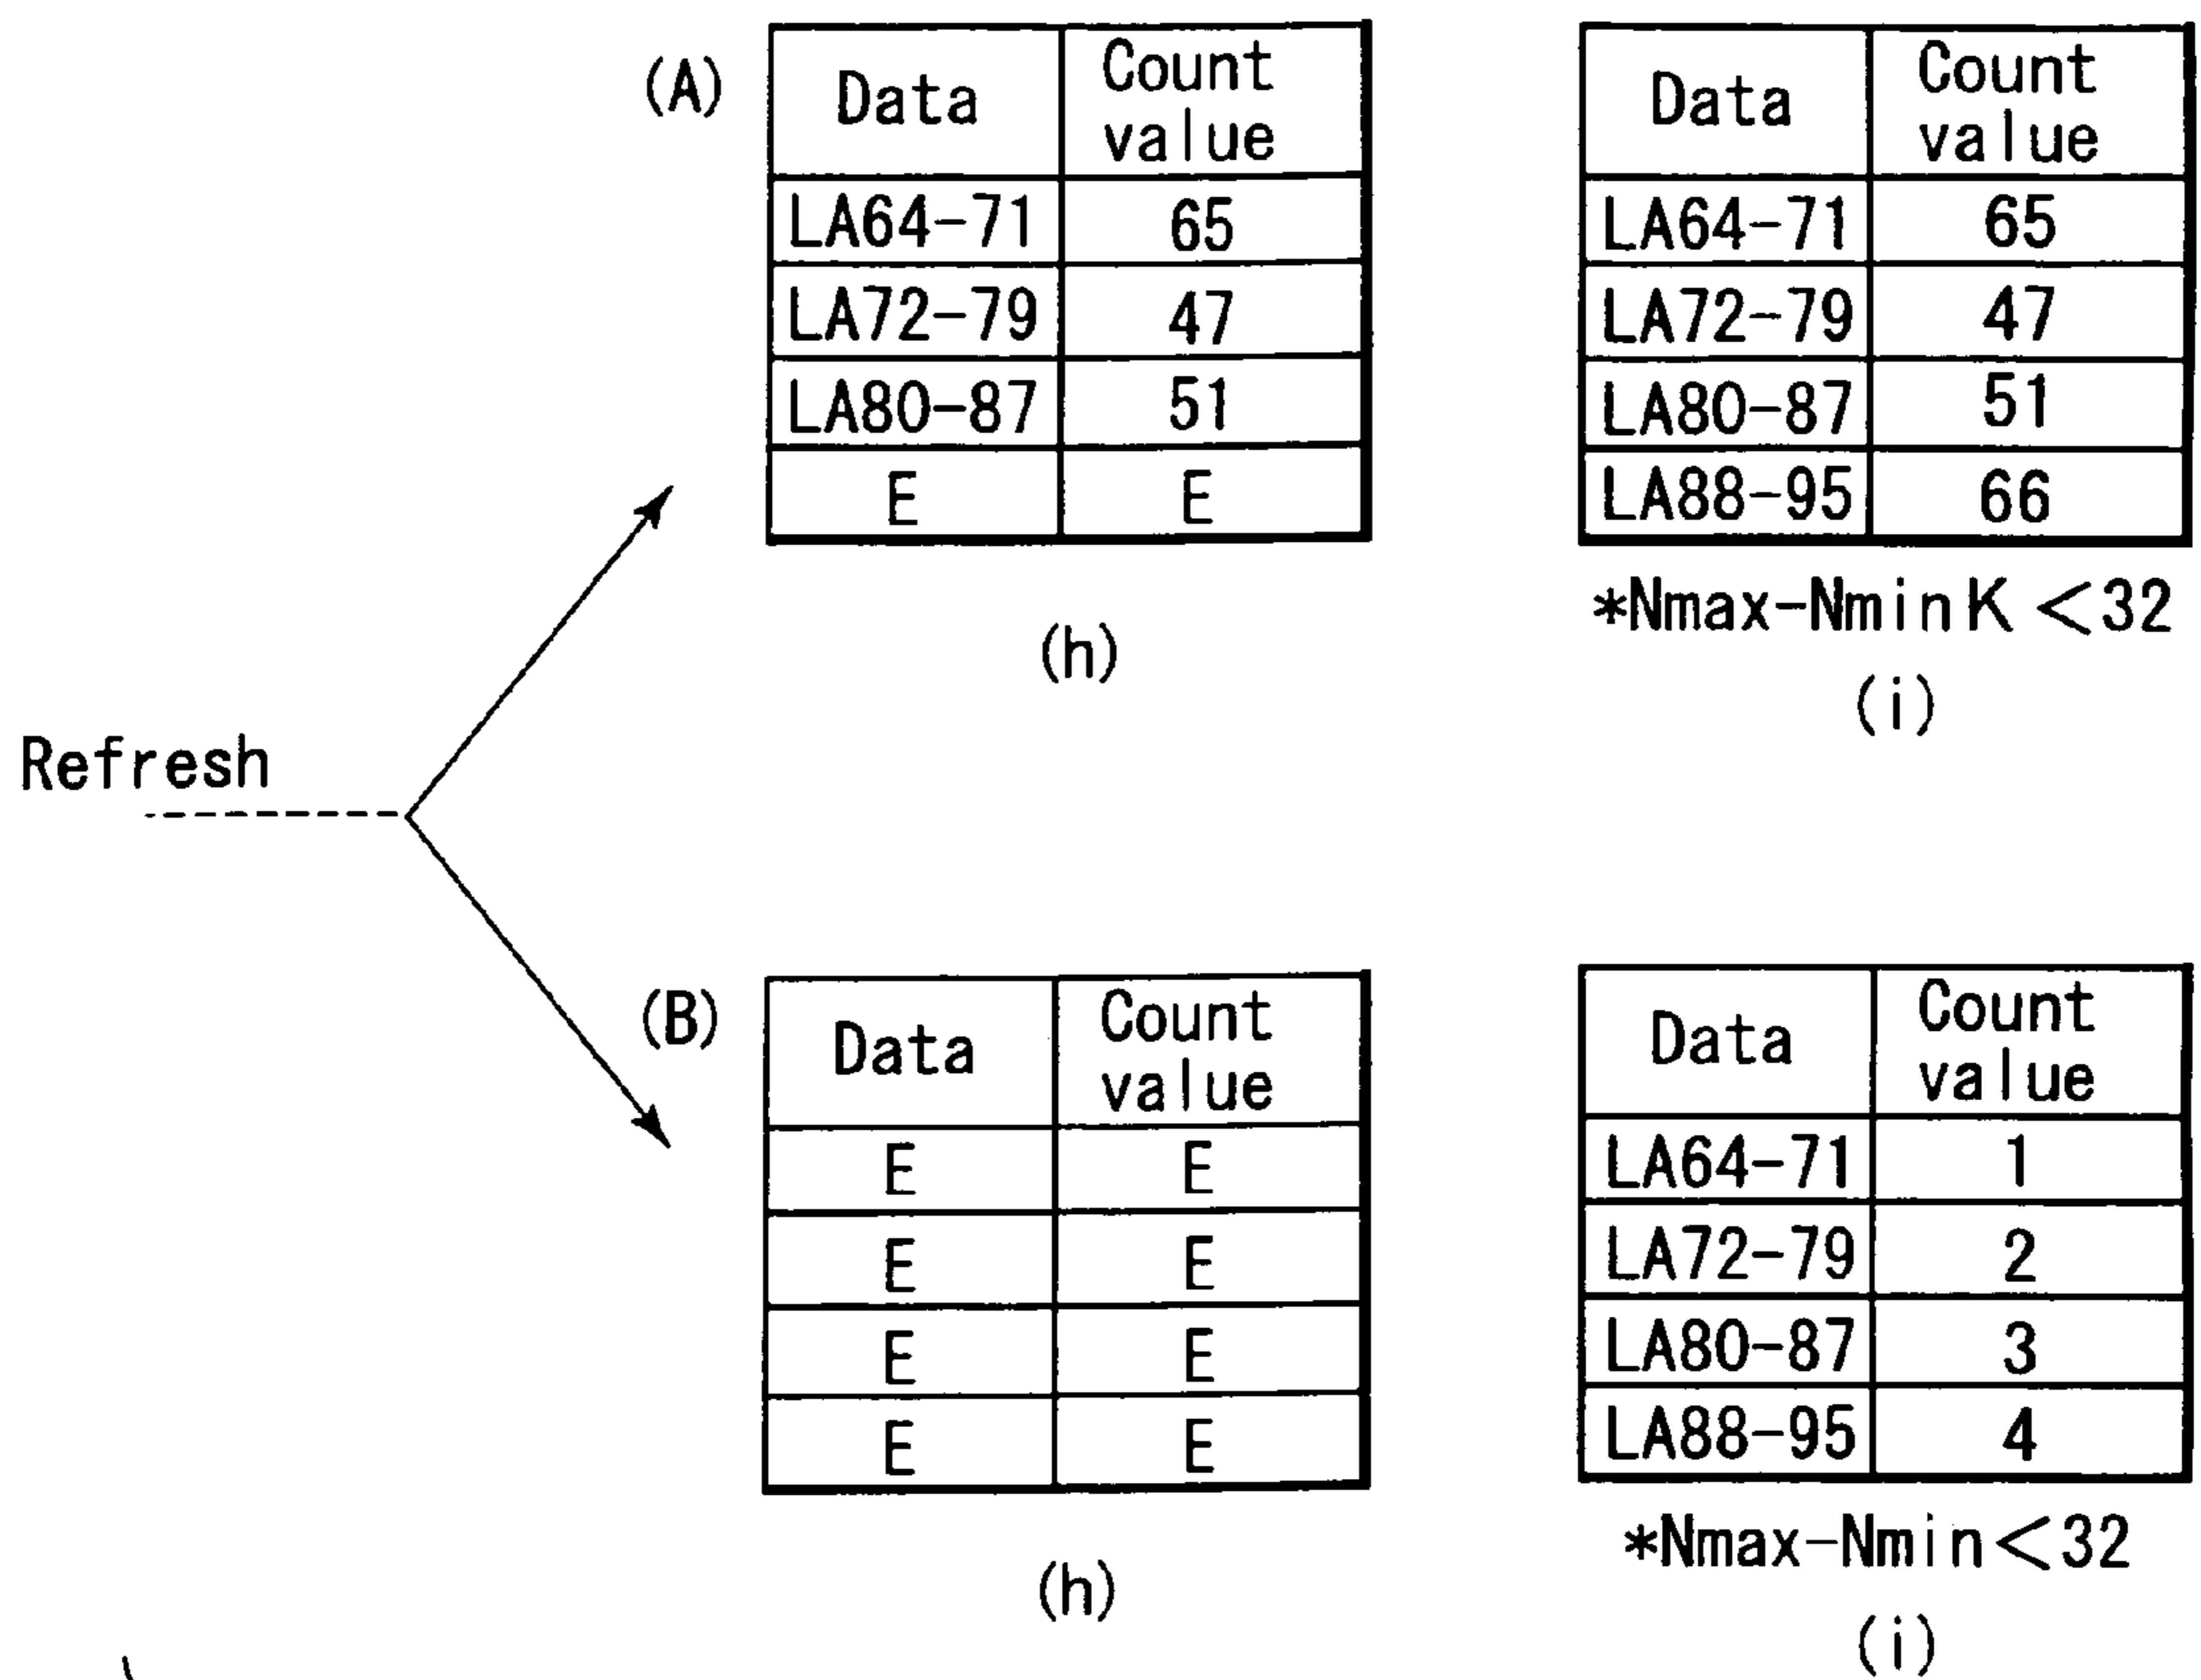 Refresh
(A)
Data Count value
LA64-71 65
LA72-79 47
LA80-87 51
E E
(h)
Data Count value
LA64-71 65
LA72-79 47
LA80-87 51
LA88-95 66
*Nmax-NminK <32
(i)
(B)
Data Count value
E E
E E
E E
E E
(h)
Data Count value
LA64-71 1
LA72-79 2
LA80-87 3
LA88-95 4
*Nmax-Nmin<32
(i)